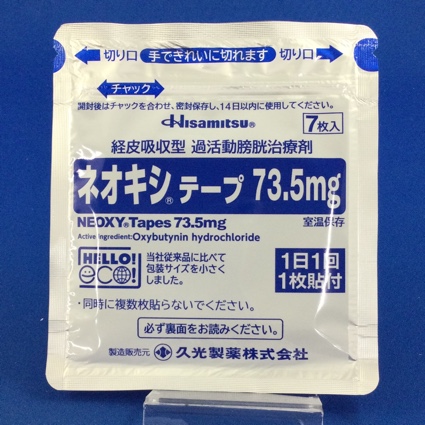 切り口 手できれいに切れます 切り口
チャック
開封後はチャックを合わせ、密封保存し、14日以内に使用してください。
Hisamitsu® 7枚入
経皮吸収型 過活動膀胱治療剤
ネオキシ®テープ 73.5mg
NEOXY®Tapes 73.5mg 室温保存
Active Ingredient:Oxybutynin hydrochloride
HELLO! eco!
当社従来品に比べて
包装サイズを小さく
しました。
1日1回
1枚貼付
・同時に複数枚貼らないでください。
必ず裏面をお読みください。
製造販売元 久光製薬株式会社